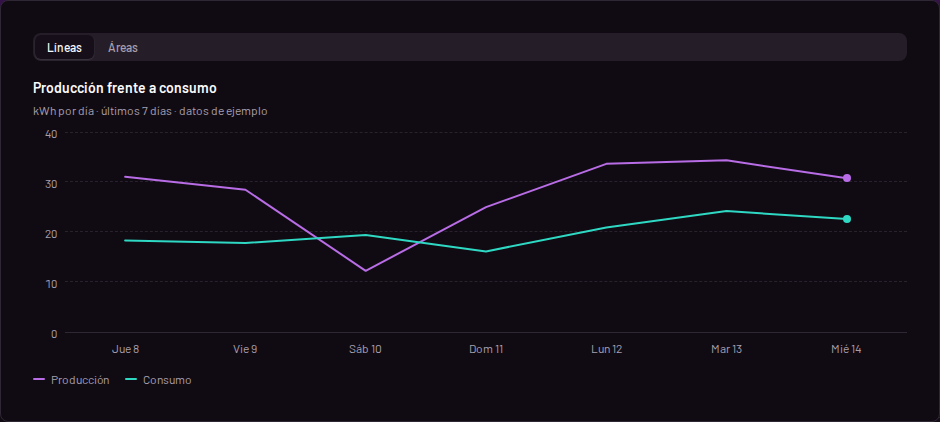 Líneas Áreas
Producción frente a consumo
kWh por día · últimos 7 días · datos de ejemplo
40
30
20
10
0
Jue 8 Vie 9 Sáb 10 Dom 11 Lun 12 Mar 13 Mié 14
Producción Consumo